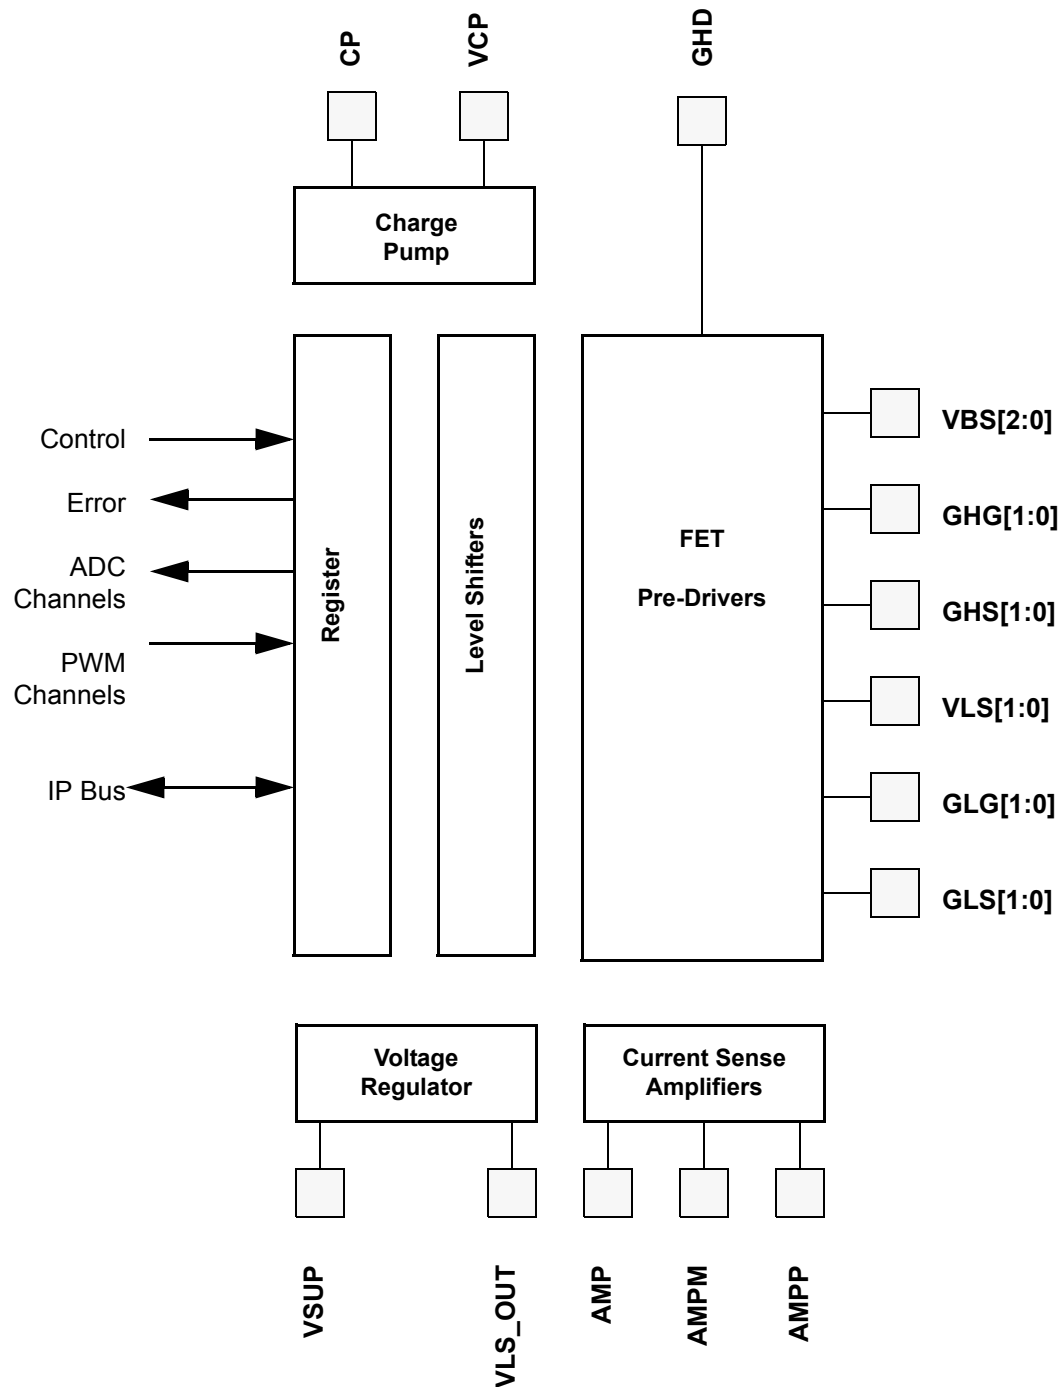 CP
VCP
GHD
Charge
Pump
Control
Error
ADC
Channels
PWM
Channels
IP Bus
Register
Level Shifters
FET
Pre-Drivers
VBS[2:0]
GHG[1:0]
GHS[1:0]
VLS[1:0]
GLG[1:0]
GLS[1:0]
Voltage
Regulator
Current Sense
Amplifiers
VSUP
VLS_OUT
AMP
AMPM
AMPP